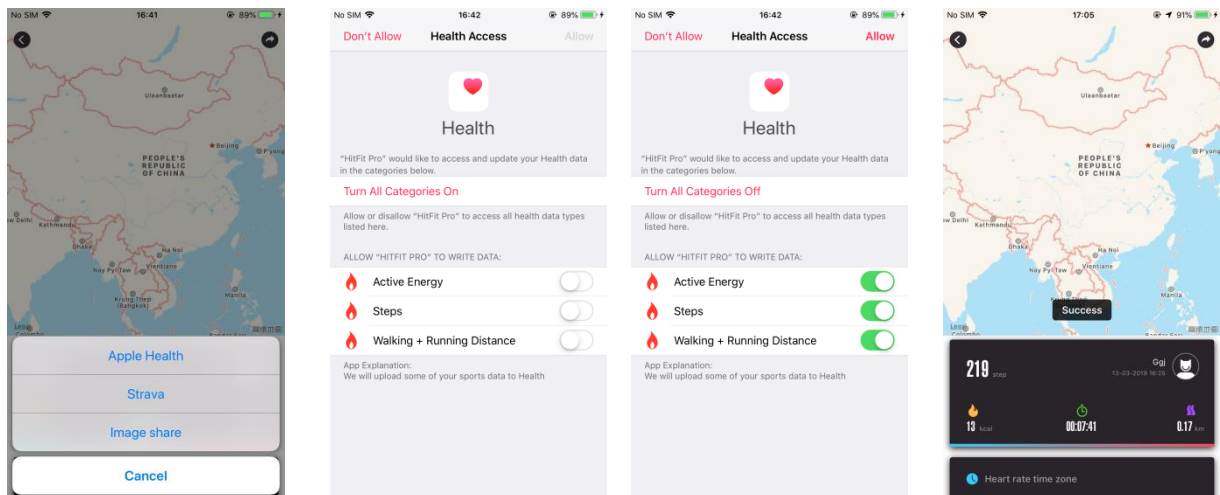 No SIM 16:41 89%
Ulaanbaatar
Beijing
P'yong
PEOPLE'S
REPUBLIC
OF CHINA
w Delhi
Kathmandu
Dhaka
Ha Noi
Nay Pyi Taw
Vientiane
Krung Thep
(Bangkok)
Manila
Apple Health
Strava
Image share
Cancel
No SIM 16:42 89%
Don't Allow Health Access Allow
Health
"HitFit Pro" would like to access and update your Health data
in the categories below.
Turn All Categories On
Allow or disallow "HitFit Pro" to access all health data types
listed here.
ALLOW "HITFIT PRO" TO WRITE DATA:
Active Energy
Steps
Walking + Running Distance
App Explanation:
We will upload some of your sports data to Health
No SIM 16:42 89%
Don't Allow Health Access Allow
Health
"HitFit Pro" would like to access and update your Health data
in the categories below.
Turn All Categories Off
Allow or disallow "HitFit Pro" to access all health data types
listed here.
ALLOW "HITFIT PRO" TO WRITE DATA:
Active Energy
Steps
Walking + Running Distance
App Explanation:
We will upload some of your sports data to Health
No SIM 17:05 91%
Ulaanbaatar
Beijing
P'yong
PEOPLE'S
REPUBLIC
OF CHINA
w Delhi
Kathmandu
Dhaka
Ha Noi
Nay Pyi Taw
Vientiane
Manila
Success
219 step
Ggj
13-03-2019 16:25
13 kcal 00:07:41 0.17 km
Heart rate time zone